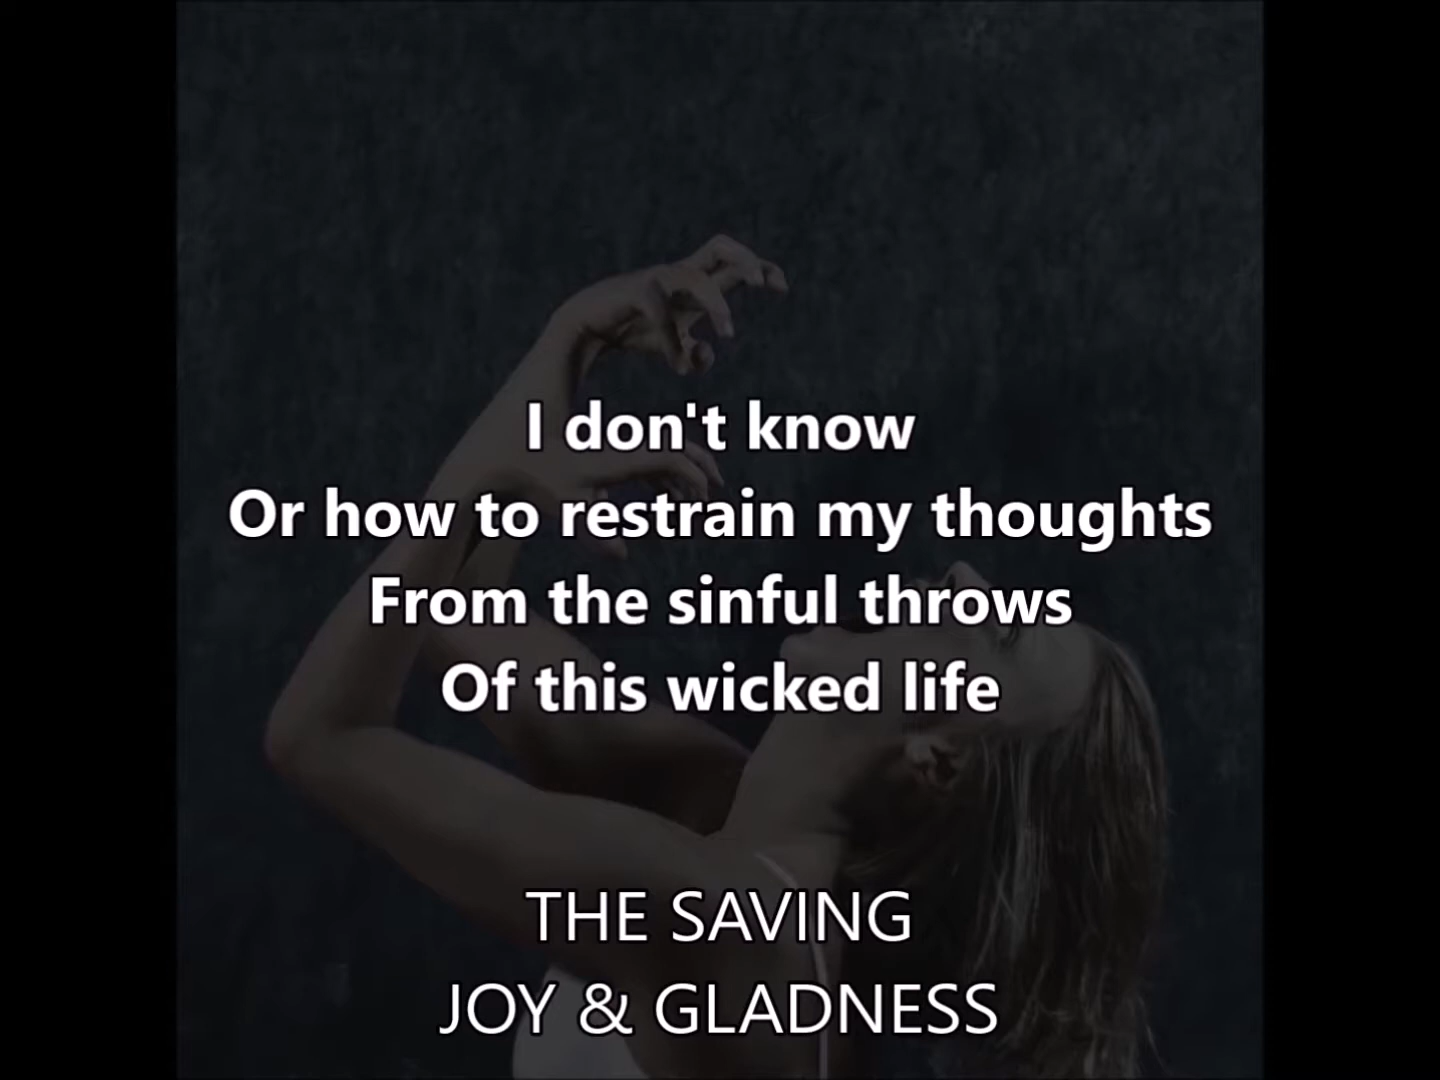 I don't know
Or how to restrain my thoughts
From the sinful throws
Of this wicked life
THE SAVING
JOY & GLADNESS